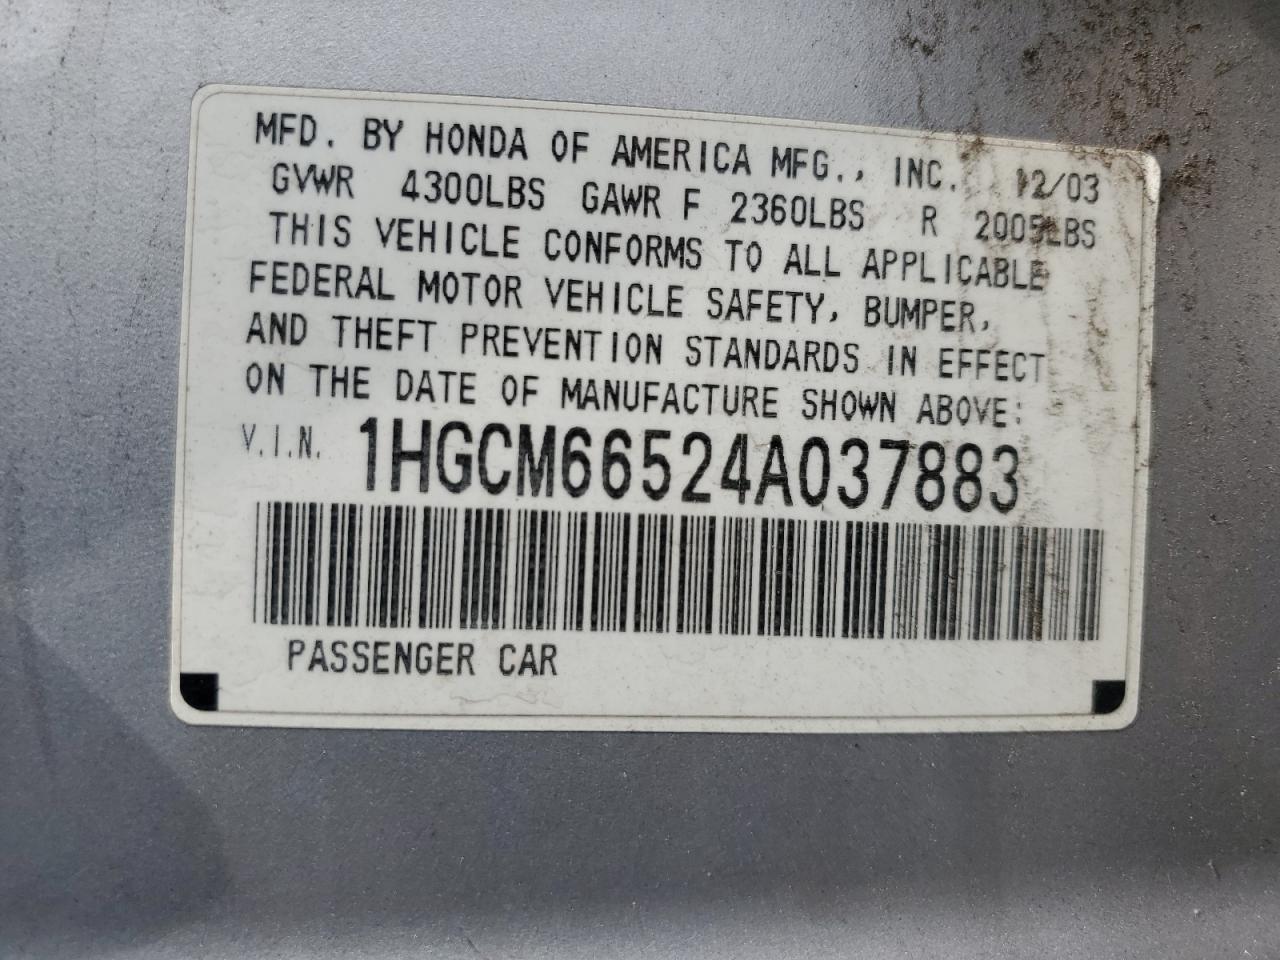 MFD. BY HONDA OF AMERICA MFG., INC. 12/03
GVWR 4300LBS GAWR F 2360LBS R 2005LBS
THIS VEHICLE CONFORMS TO ALL APPLICABLE
FEDERAL MOTOR VEHICLE SAFETY, BUMPER,
AND THEFT PREVENTION STANDARDS IN EFFECT
ON THE DATE OF MANUFACTURE SHOWN ABOVE:
V.I.N. 1HGCM66524A037883
PASSENGER CAR